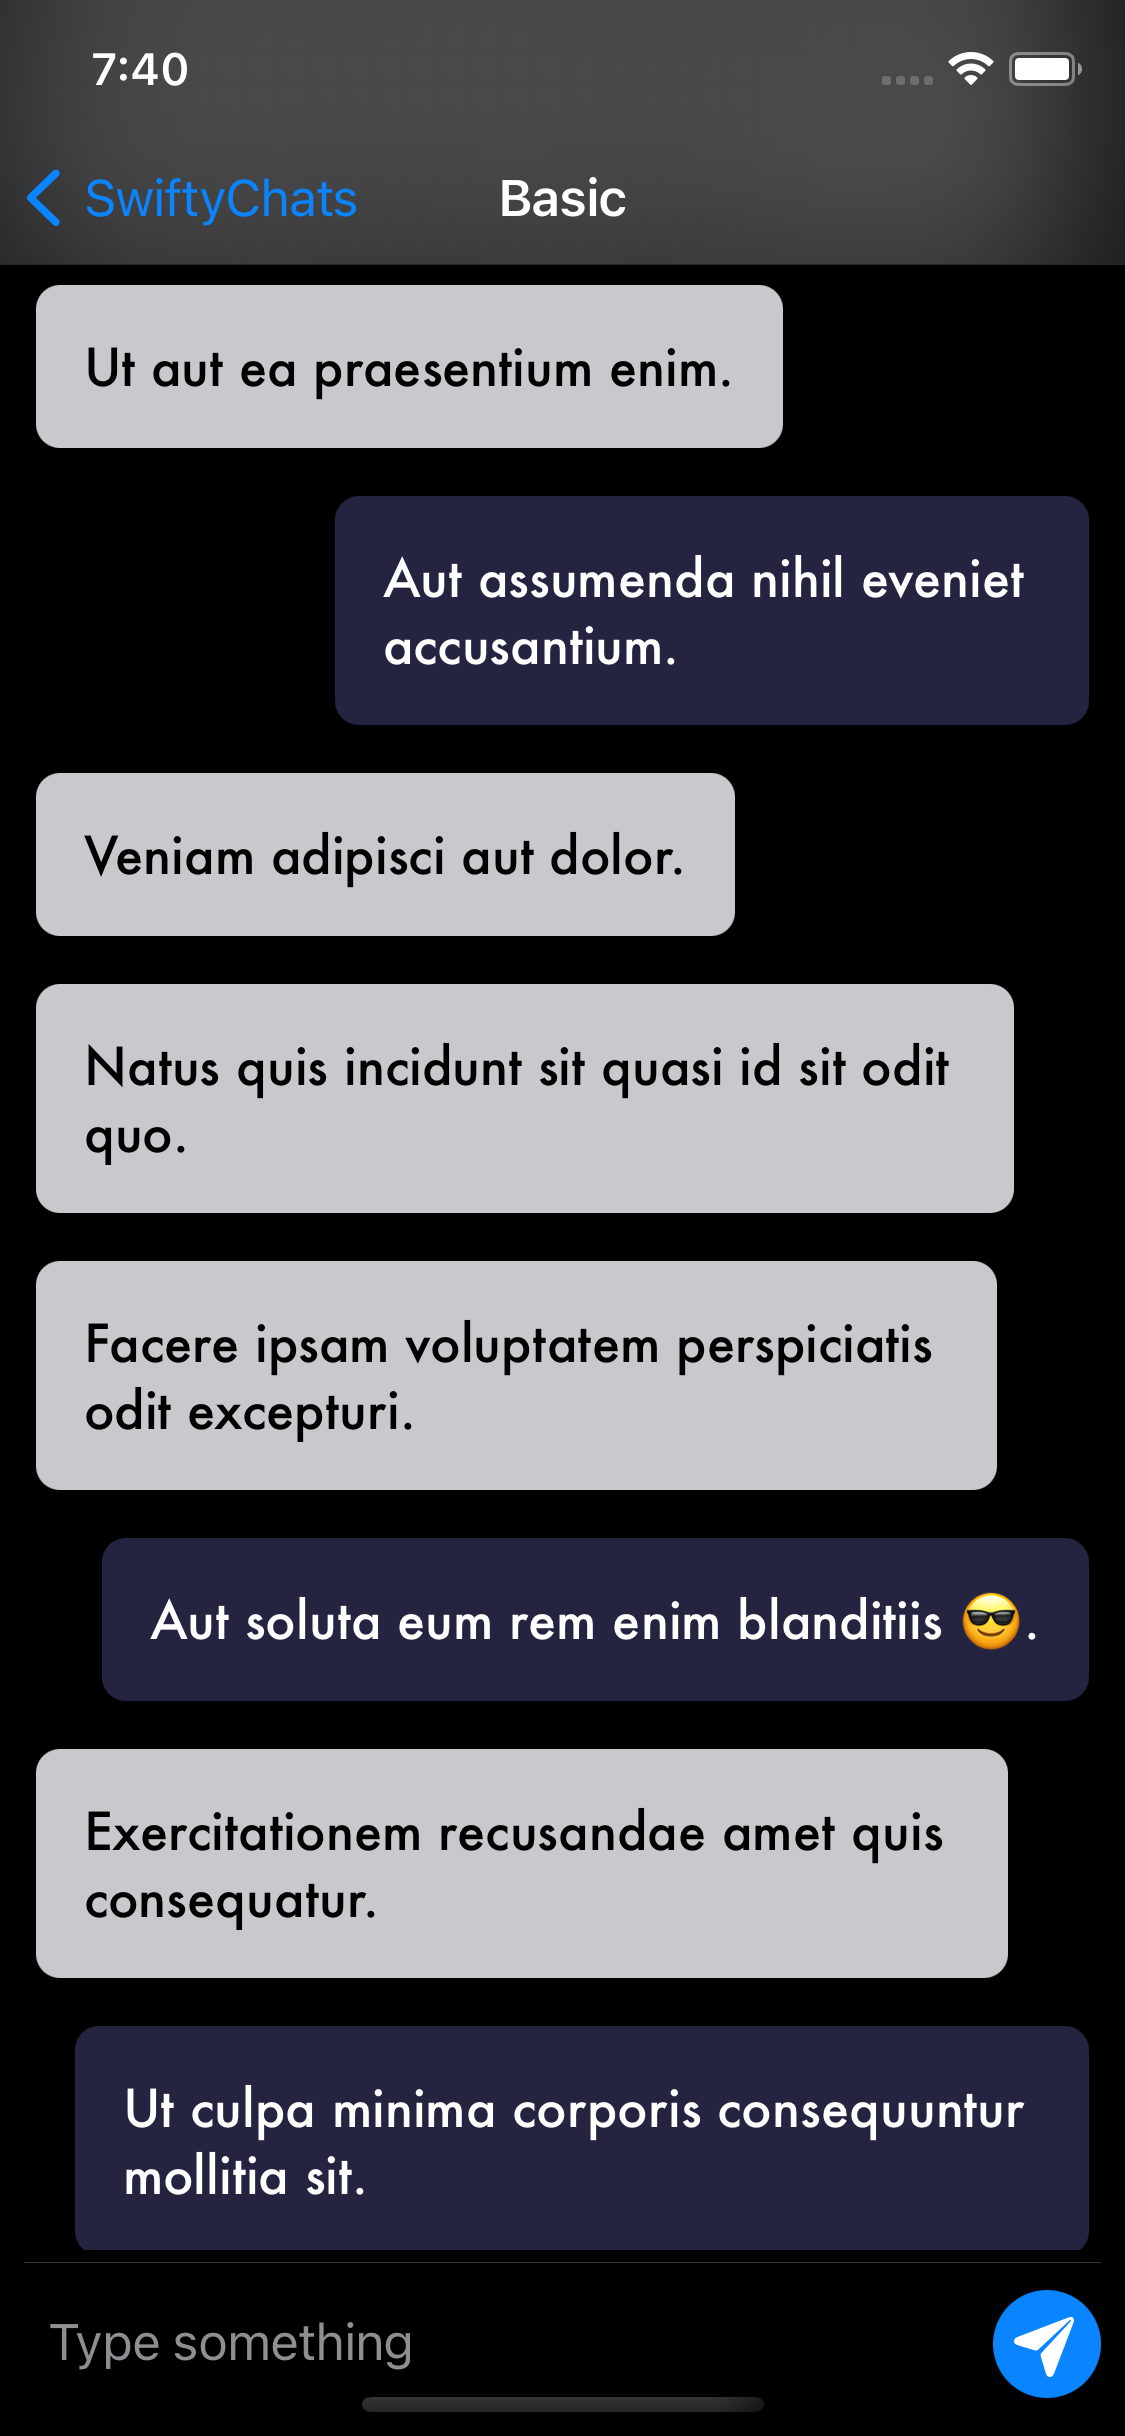 7:40
SwiftyChats
Basic
Ut aut ea praesentium enim.
Aut assumenda nihil eveniet
accusantium.
Veniam adipisci aut dolor.
Natus quis incidunt sit quasi id sit odit
quo.
Facere ipsam voluptatem perspiciatis
odit excepturi.
Aut soluta eum rem enim blanditiis 😎.
Exercitationem recusandae amet quis
consequatur.
Ut culpa minima corporis consequuntur
mollitia sit.
Type something